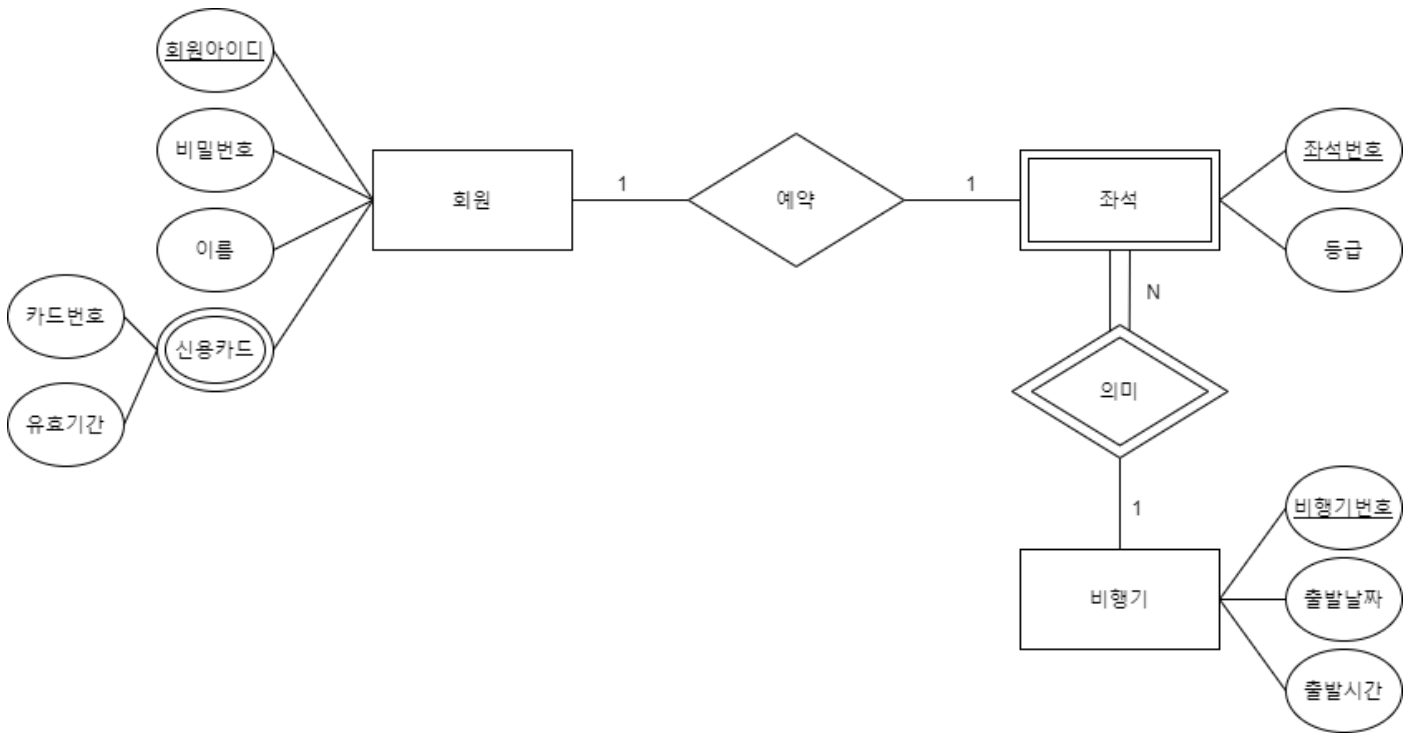 회원아이디
비밀번호
이름
신용카드
카드번호
유효기간
회원
1
예약
1
좌석
좌석번호
등급
N
의미
1
비행기
비행기번호
출발날짜
출발시간